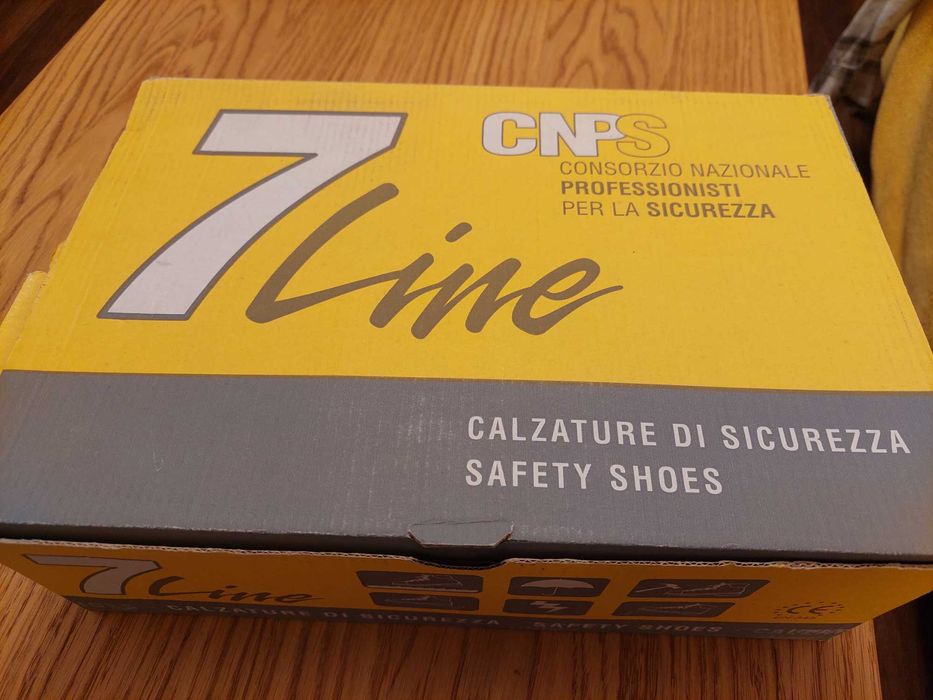 7 Line
CNPS
CONSORZIO NAZIONALE
PROFESSIONISTI
PER LA SICUREZZA
CALZATURE DI SICUREZZA
SAFETY SHOES
7 Line
CE
CALZATURE DI SICUREZZA SAFETY SHOES